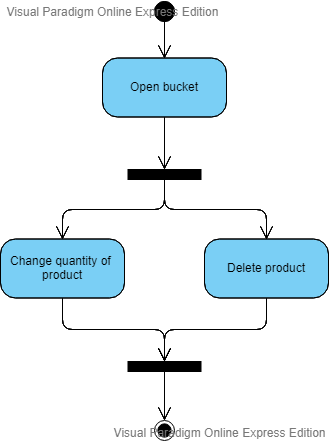 Visual Paradigm Online Express Edition
Open bucket
Change quantity of
product
Delete product
Visual Paradigm Online Express Edition